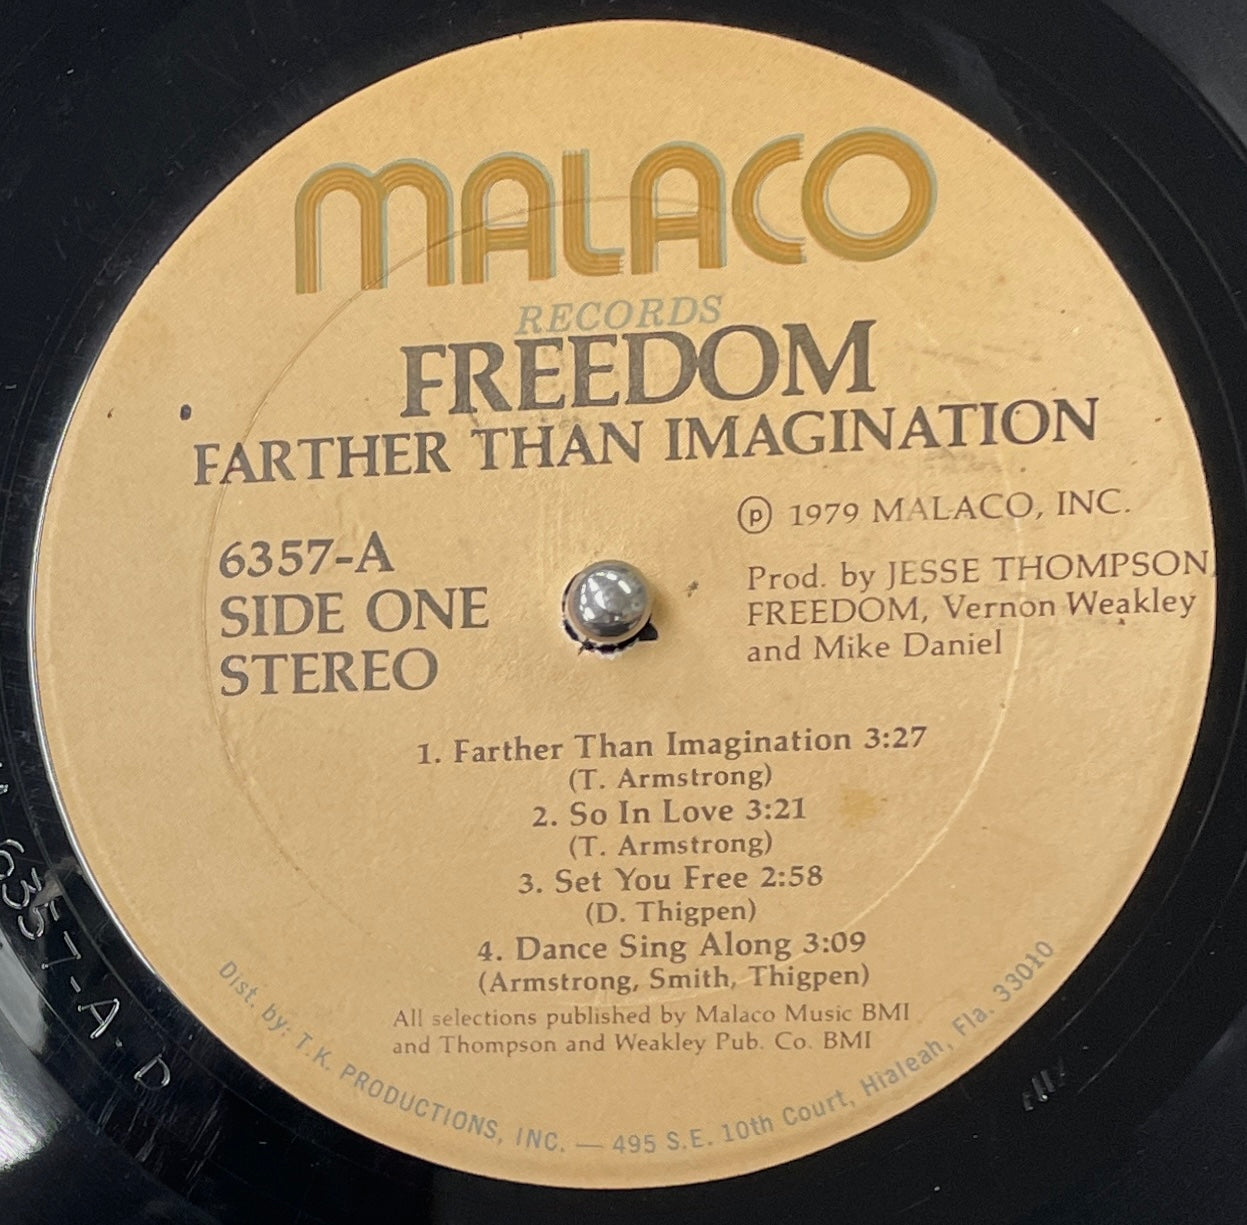 MALACO
RECORDS
FREEDOM
FARTHER THAN IMAGINATION
℗ 1979 MALACO, INC.
6357-A
SIDE ONE
STEREO
Prod. by JESSE THOMPSON,
FREEDOM, Vernon Weakley
and Mike Daniel
1. Farther Than Imagination 3:27
(T. Armstrong)
2. So In Love 3:21
(T. Armstrong)
3. Set You Free 2:58
(D. Thigpen)
4. Dance Sing Along 3:09
(Armstrong, Smith, Thigpen)
All selections published by Malaco Music BMI
and Thompson and Weakley Pub. Co. BMI
Dist. by: T.K. PRODUCTIONS, INC. — 495 S.E. 10th Court, Hialeah, Fla. 33010
6357-A. D